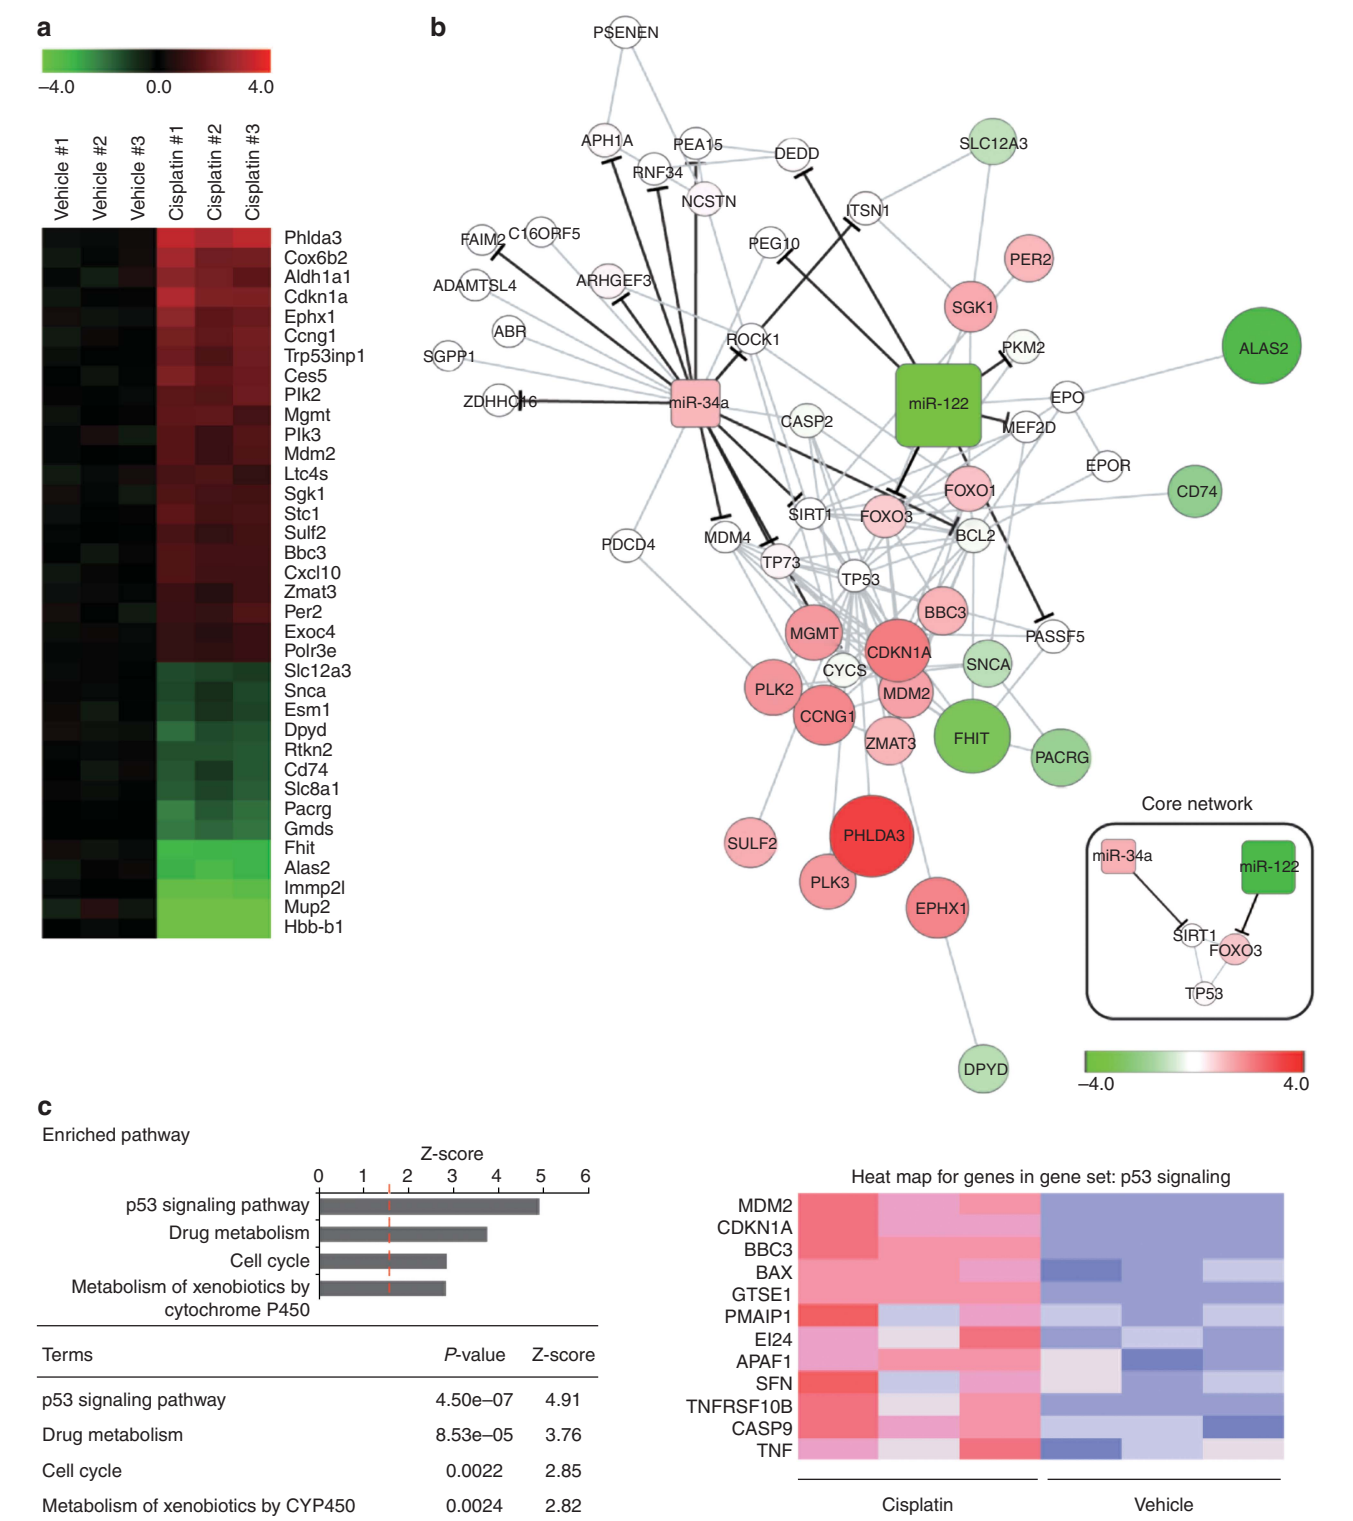 a
−4.0 0.0 4.0
Vehicle #1
Vehicle #2
Vehicle #3
Cisplatin #1
Cisplatin #2
Cisplatin #3
Phlda3
Cox6b2
Aldh1a1
Cdkn1a
Ephx1
Ccng1
Trp53inp1
Ces5
Plk2
Mgmt
Plk3
Mdm2
Ltc4s
Sgk1
Stc1
Sulf2
Bbc3
Cxcl10
Zmat3
Per2
Exoc4
Polr3e
Slc12a3
Snca
Esm1
Dpyd
Rtkn2
Cd74
Slc8a1
Pacrg
Gmds
Fhit
Alas2
Immp2l
Mup2
Hbb-b1
b
PSENEN
APH1A
PEA15
DEDD
SLC12A3
RNF34
NCSTN
ITSN1
FAIM2
C16ORF5
PEG10
PER2
ADAMTSL4
ARHGEF3
SGK1
ABR
ROCK1
PKM2
ALAS2
SGPP1
ZDHHC16
miR-34a
miR-122
EPO
CASP2
MEF2D
EPOR
FOXO1
CD74
SIRT1
FOXO3
BCL2
PDCD4
MDM4
TP73
TP53
BBC3
MGMT
PASSF5
CDKN1A
CYCS
SNCA
PLK2
MDM2
CCNG1
ZMAT3
FHIT
PACRG
SULF2
PHLDA3
PLK3
EPHX1
DPYD
Core network
miR-34a
miR-122
SIRT1
FOXO3
TP53
−4.0 4.0
c
Enriched pathway
Z-score
0 1 2 3 4 5 6
p53 signaling pathway
Drug metabolism
Cell cycle
Metabolism of xenobiotics by
cytochrome P450
Terms P-value Z-score
p53 signaling pathway 4.50e–07 4.91
Drug metabolism 8.53e–05 3.76
Cell cycle 0.0022 2.85
Metabolism of xenobiotics by CYP450 0.0024 2.82
Heat map for genes in gene set: p53 signaling
MDM2
CDKN1A
BBC3
BAX
GTSE1
PMAIP1
EI24
APAF1
SFN
TNFRSF10B
CASP9
TNF
Cisplatin Vehicle